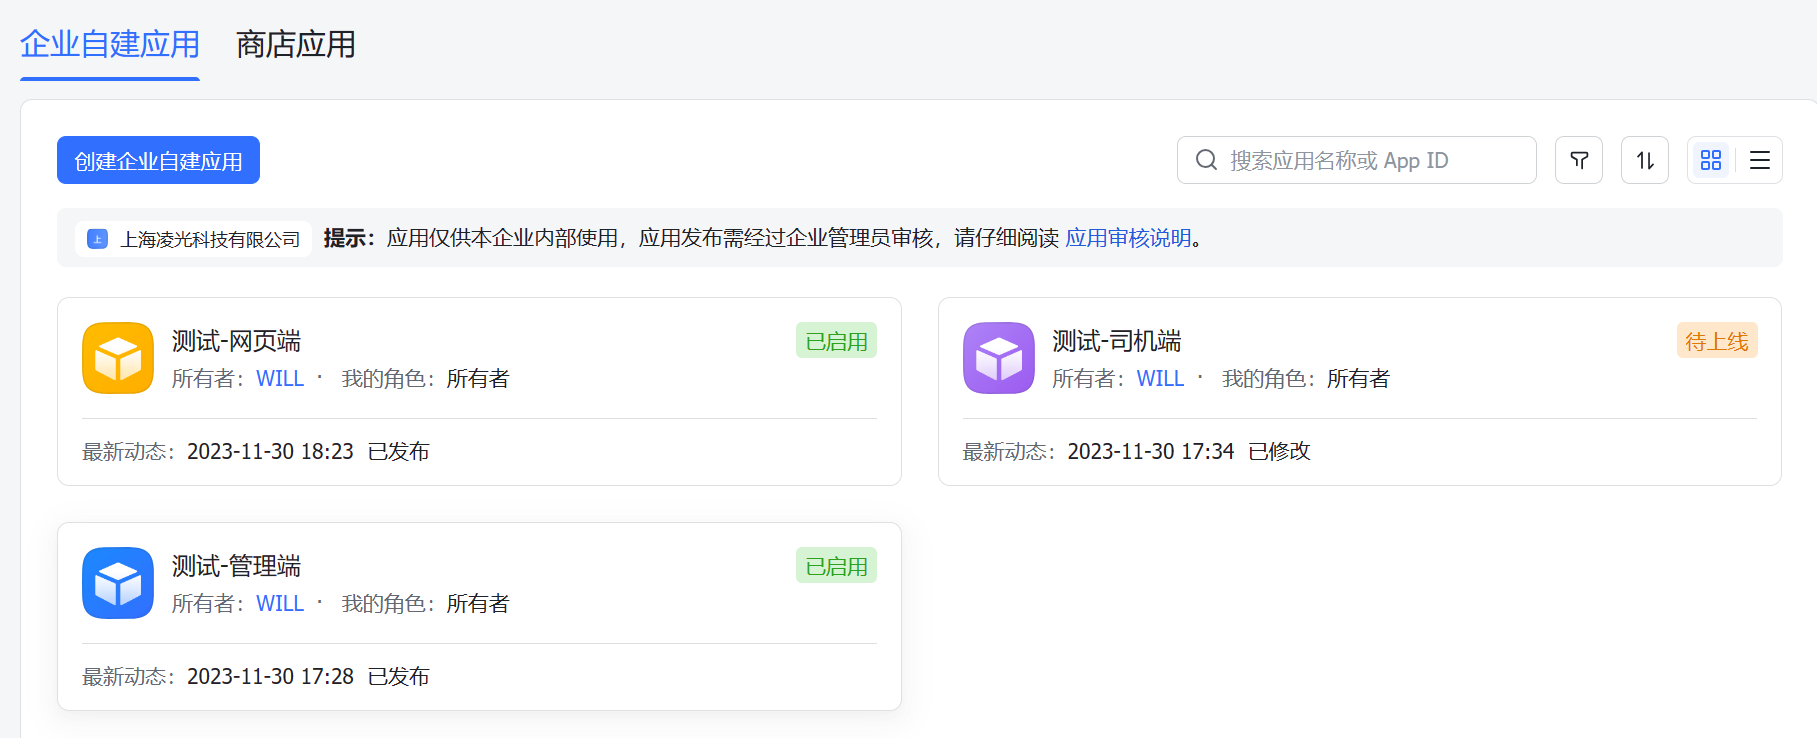 企业自建应用 商店应用
创建企业自建应用 搜索应用名称或 App ID
上 上海凌光科技有限公司 提示：应用仅供本企业内部使用，应用发布需经过企业管理员审核，请仔细阅读 应用审核说明。
测试-网页端 已启用
所有者：WILL · 我的角色：所有者
最新动态：2023-11-30 18:23 已发布
测试-司机端 待上线
所有者：WILL · 我的角色：所有者
最新动态：2023-11-30 17:34 已修改
测试-管理端 已启用
所有者：WILL · 我的角色：所有者
最新动态：2023-11-30 17:28 已发布